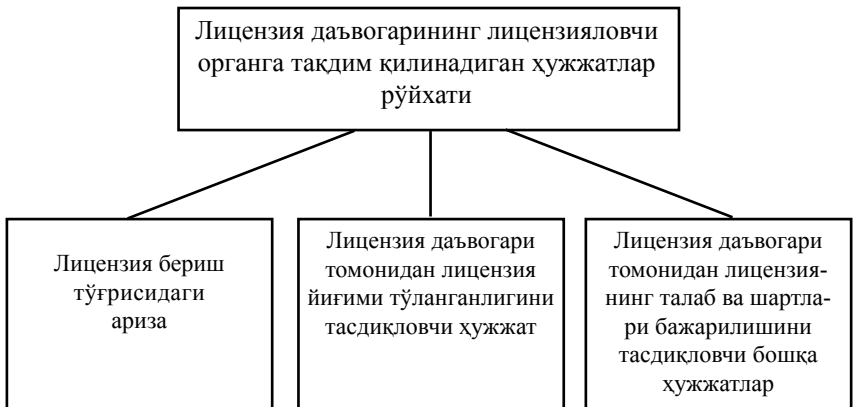 Лицензия даъвогарининг лицензияловчи
органга тақдим қилинадиган ҳужжатлар
рўйхати
Лицензия бериш
тўғрисидаги
ариза
Лицензия даъвогари
томонидан лицензия
йиғими тўланганлигини
тасдиқловчи ҳужжат
Лицензия даъвогари
томонидан лицензия-
нинг талаб ва шартла-
ри бажарилишини
тасдиқловчи бошқа
ҳужжатлар